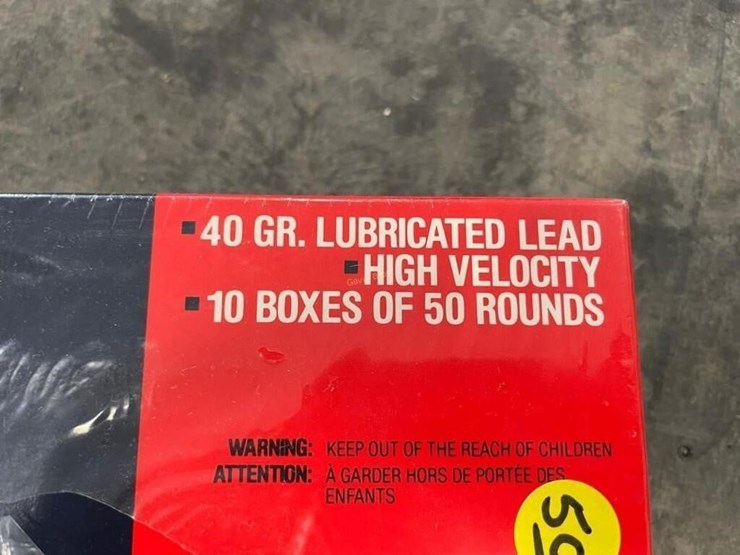 40 GR. LUBRICATED LEAD
HIGH VELOCITY
10 BOXES OF 50 ROUNDS
WARNING: KEEP OUT OF THE REACH OF CHILDREN
ATTENTION: À GARDER HORS DE PORTÉE DES
ENFANTS